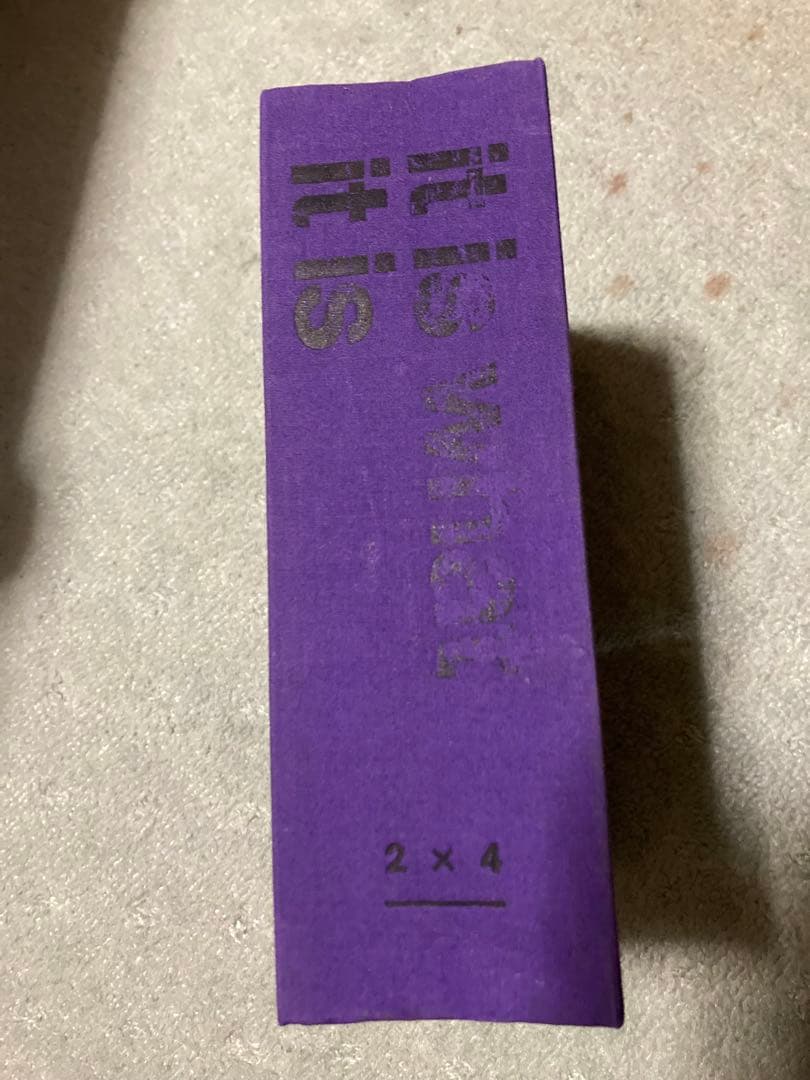 it is what
it is
2 × 4